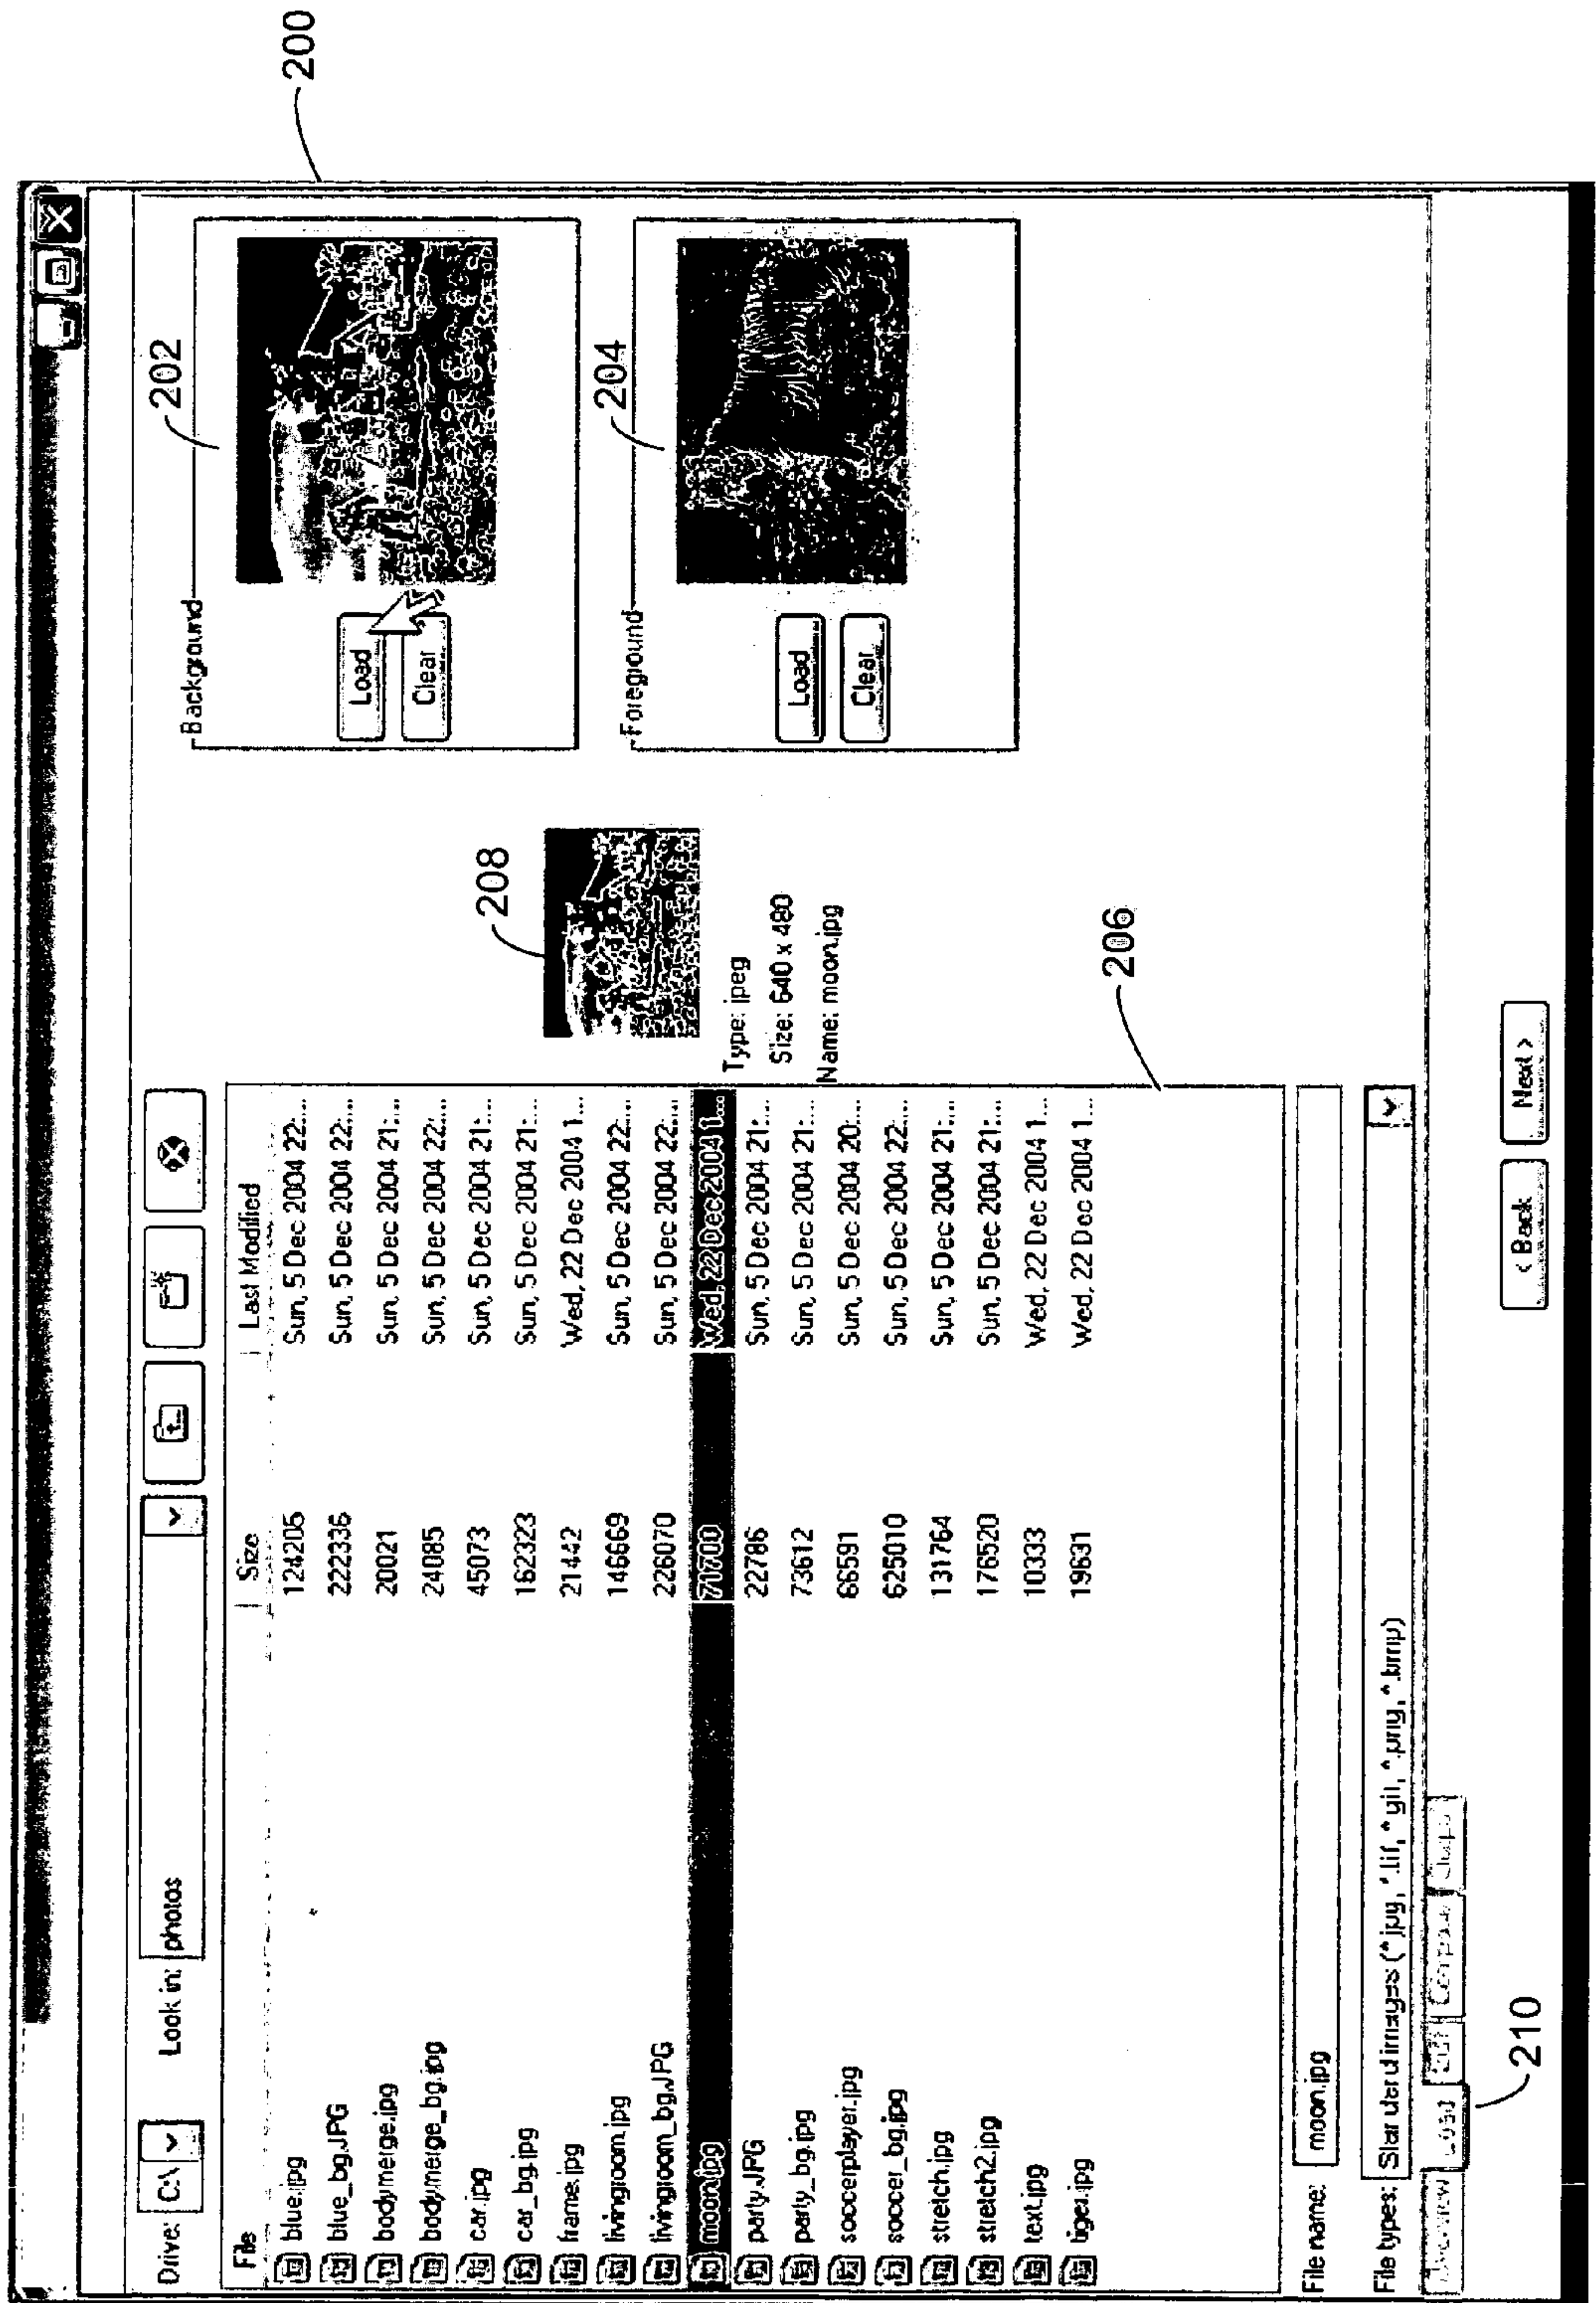 200
Drive: C:\ Look in: photos
File Size Last Modified
blue.jpg 124205 Sun, 5 Dec 2004 22:...
blue_bg.JPG 222336 Sun, 5 Dec 2004 22:...
bodymerge.jpg 20021 Sun, 5 Dec 2004 21:...
bodymerge_bg.jpg 24085 Sun, 5 Dec 2004 22:...
car.jpg 45073 Sun, 5 Dec 2004 21:...
car_bg.jpg 162323 Sun, 5 Dec 2004 21:...
frame.jpg 21442 Wed, 22 Dec 2004 1...
livingroom.jpg 146669 Sun, 5 Dec 2004 22:...
livingroom_bg.JPG 226070 Sun, 5 Dec 2004 22:...
moon.jpg 71700 Wed, 22 Dec 2004 1...
party.JPG 22786 Sun, 5 Dec 2004 21:...
party_bg.jpg 73612 Sun, 5 Dec 2004 21:...
soccerplayer.jpg 66591 Sun, 5 Dec 2004 20:...
soccer_bg.jpg 625010 Sun, 5 Dec 2004 22:...
stretch.jpg 131764 Sun, 5 Dec 2004 21:...
stretch2.jpg 176520 Sun, 5 Dec 2004 21:...
text.jpg 10333 Wed, 22 Dec 2004 1...
tiger.jpg 19631 Wed, 22 Dec 2004 1...
206
File name: moon.jpg
File types: Standard images (*.jpg, *.tif, *.gif, *.png, *.bmp)
208
Type: jpeg
Size: 640 x 480
Name: moon.jpg
Background
202
Load
Clear
Foreground
204
Load
Clear
Load
210
< Back Next >